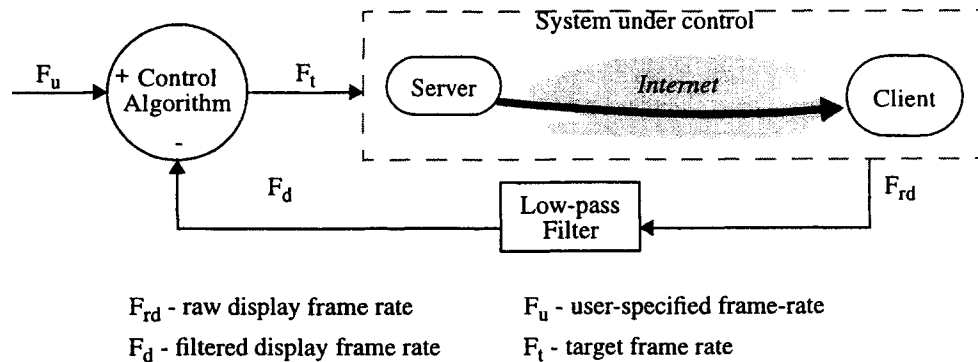 System under control
F_u
+ Control
Algorithm
-
F_t
Server
Internet
Client
F_d
Low-pass
Filter
F_rd
F_rd - raw display frame rate
F_u - user-specified frame-rate
F_d - filtered display frame rate
F_t - target frame rate